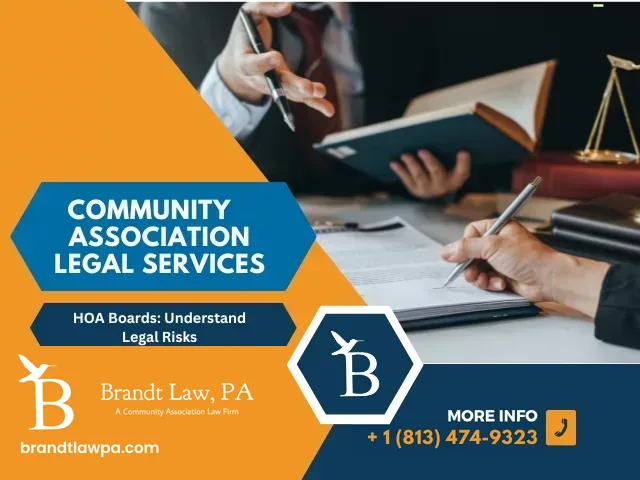 COMMUNITY
ASSOCIATION
LEGAL SERVICES
HOA Boards: Understand
Legal Risks
B
Brandt Law, PA
A Community Association Law Firm
brandtlawpa.com
B
MORE INFO
+ 1 (813) 474-9323